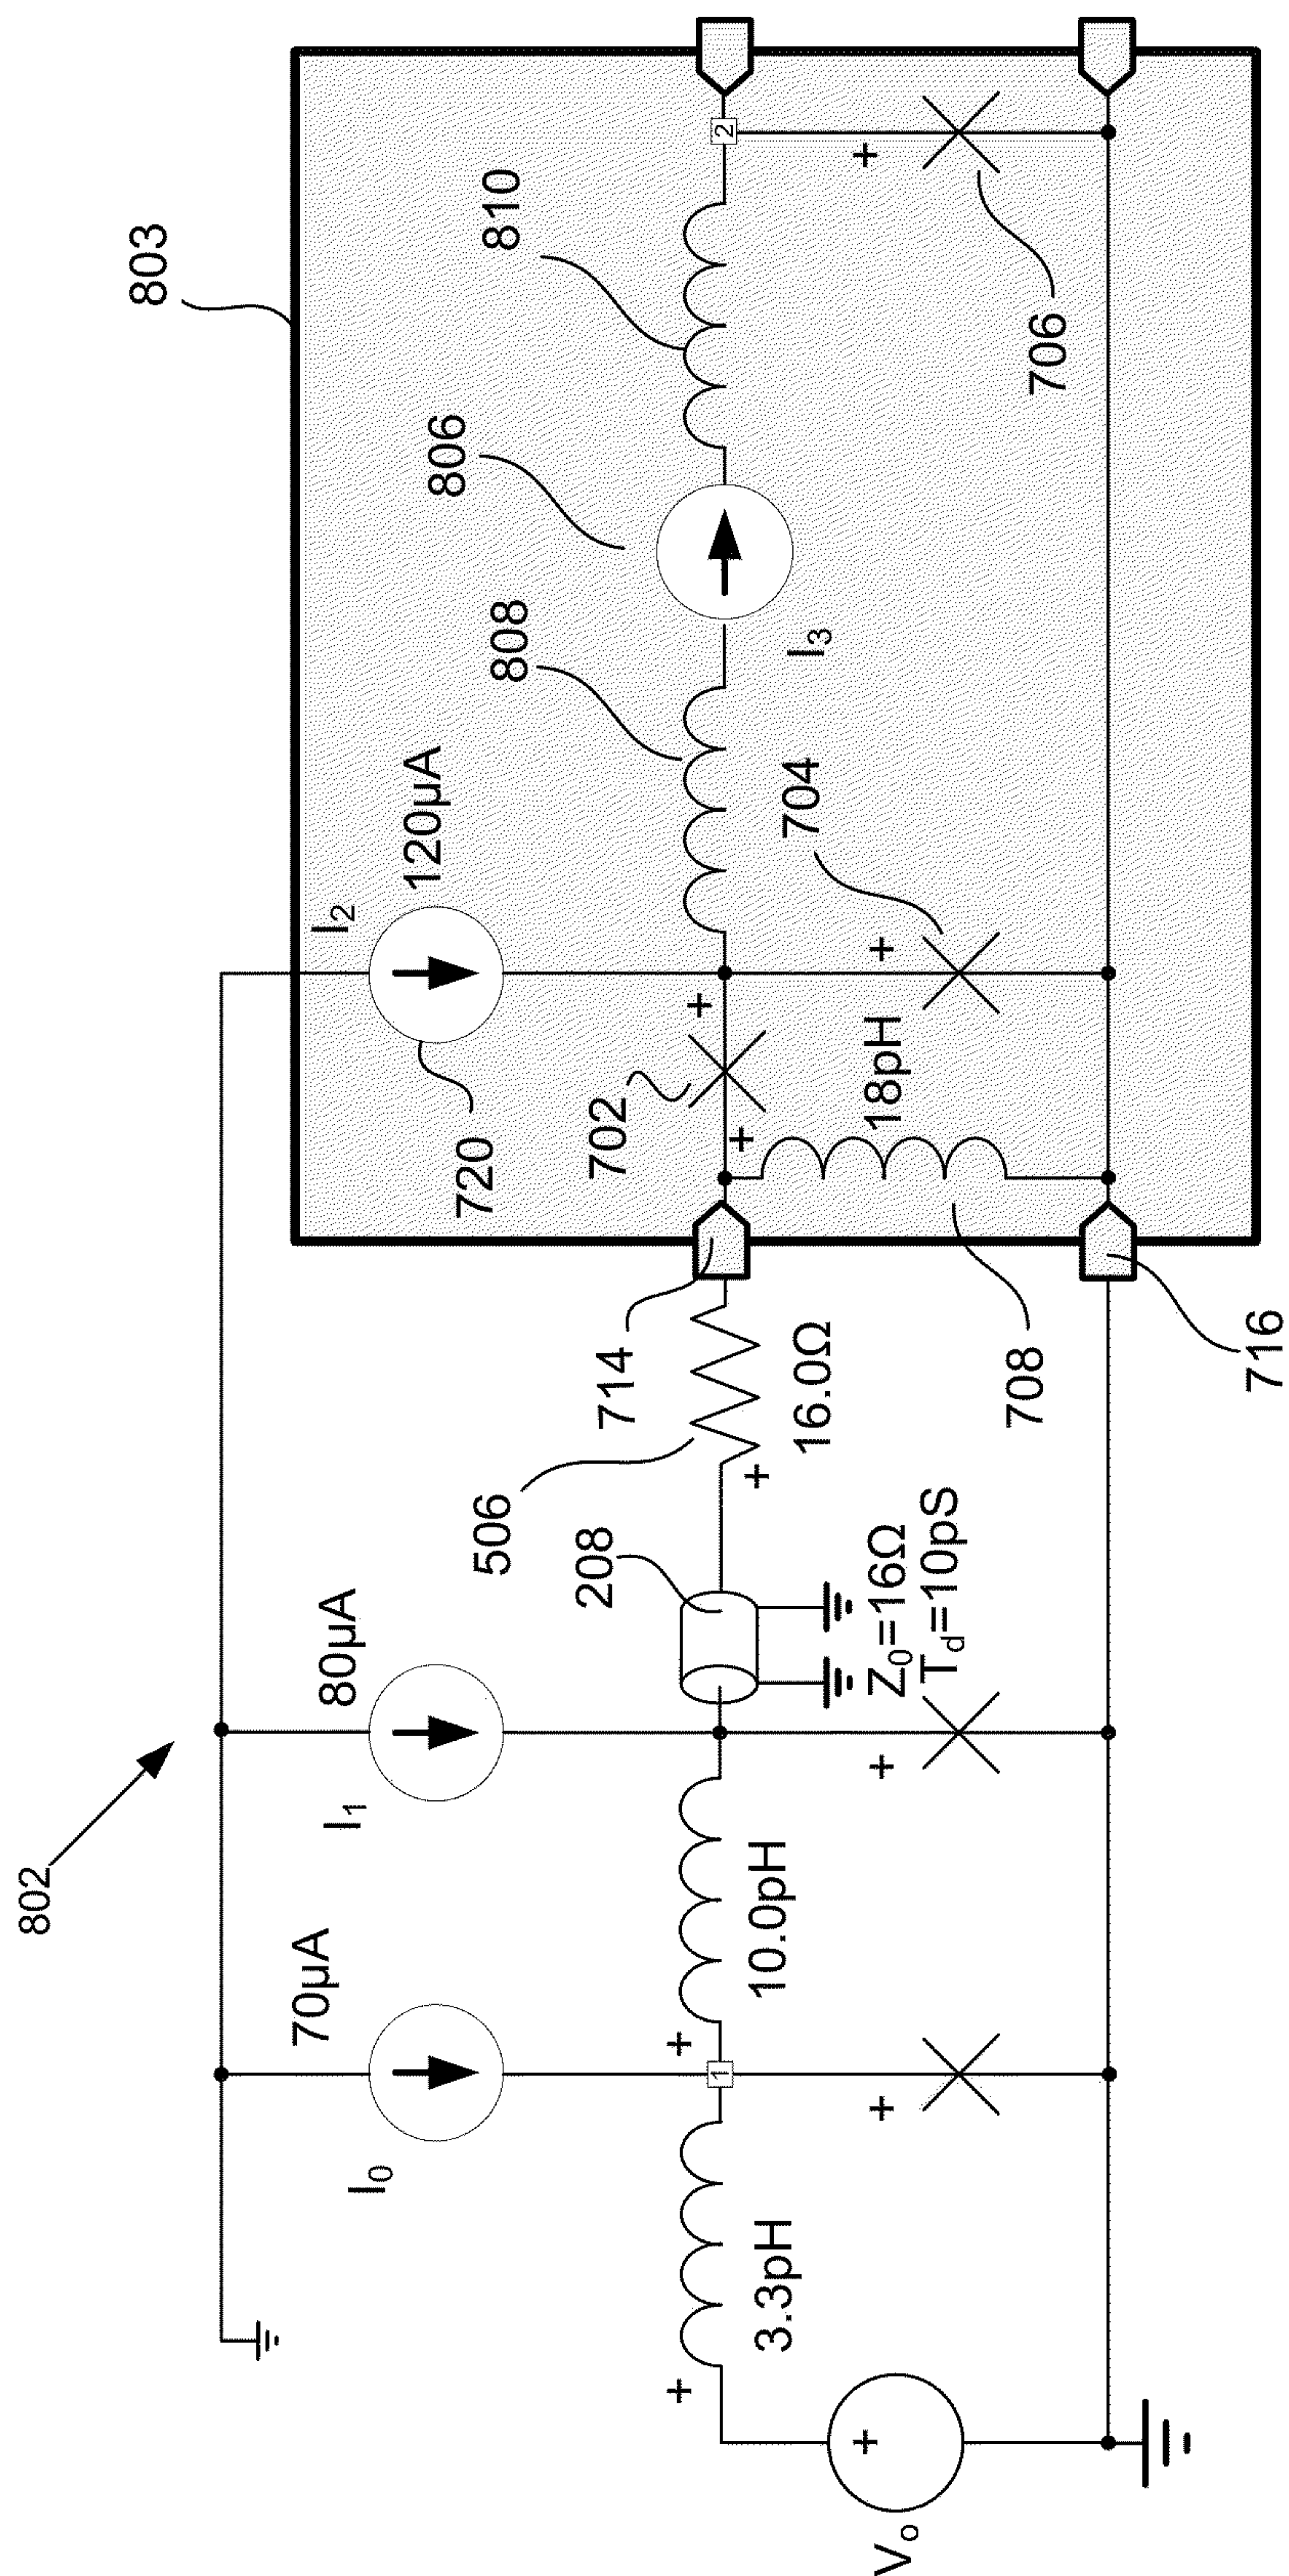 802
803
70μA
I0
80μA
I1
I2
120μA
720
808
806
810
2
+
706
I3
704
+
+
702
+
18pH
708
714
716
506
16.0Ω
+
208
Z0=16Ω
Td=10pS
+
10.0pH
+
1
+
3.3pH
+
+
Vo